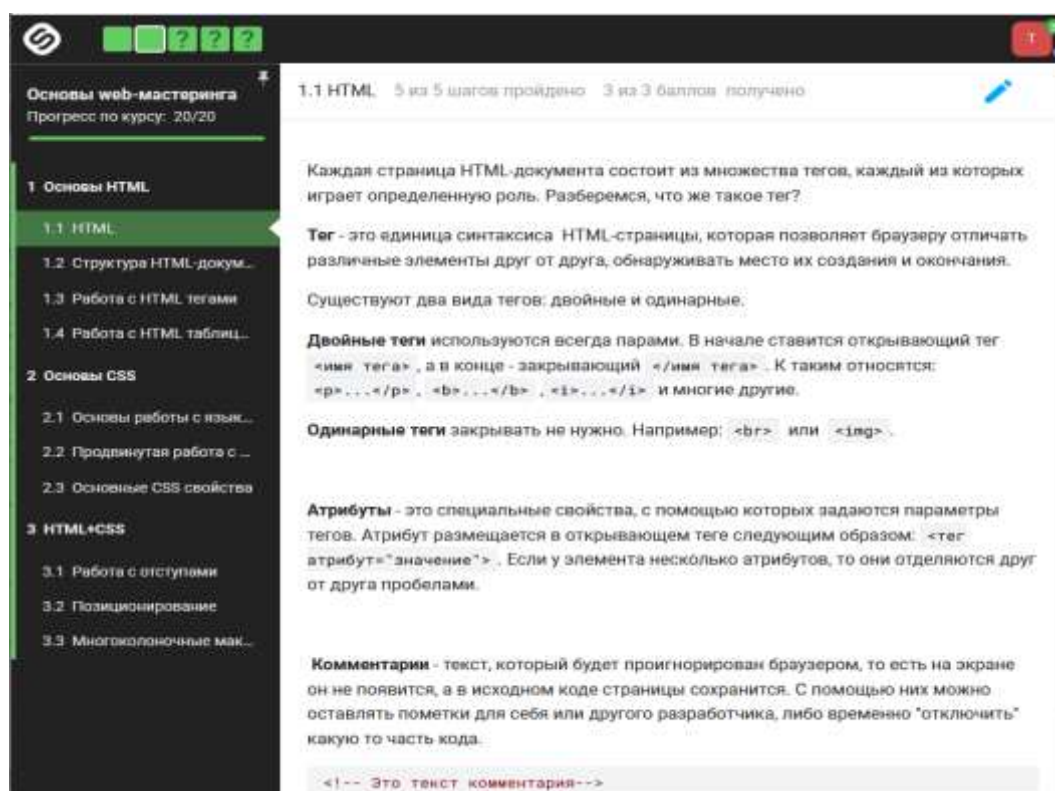 ? ? ?
T
Основы web-мастеринга
Прогресс по курсу: 20/20
1 Основы HTML
1.1 HTML
1.2 Структура HTML-докум...
1.3 Работа с HTML тегами
1.4 Работа с HTML таблиц...
2 Основы CSS
2.1 Основы работы с язык...
2.2 Продвинутая работа с ...
2.3 Основные CSS свойства
3 HTML+CSS
3.1 Работа с отступами
3.2 Позиционирование
3.3 Многоколоночные мак...
1.1 HTML 5 из 5 шагов пройдено 3 из 3 баллов получено
Каждая страница HTML-документа состоит из множества тегов, каждый из которых
играет определенную роль. Разберемся, что же такое тег?
Тег - это единица синтаксиса HTML-страницы, которая позволяет браузеру отличать
различные элементы друг от друга, обнаруживать место их создания и окончания.
Существуют два вида тегов: двойные и одинарные.
Двойные теги используются всегда парами. В начале ставится открывающий тег
<имя тега> , а в конце - закрывающий </имя тега> . К таким относятся:
<p>...</p> , <b>...</b> , <i>...</i> и многие другие.
Одинарные теги закрывать не нужно. Например: <br> или <img> .
Атрибуты - это специальные свойства, с помощью которых задаются параметры
тегов. Атрибут размещается в открывающем теге следующим образом: <тег
атрибут="значение"> . Если у элемента несколько атрибутов, то они отделяются друг
от друга пробелами.
Комментарии - текст, который будет проигнорирован браузером, то есть на экране
он не появится, а в исходном коде страницы сохранится. С помощью них можно
оставлять пометки для себя или другого разработчика, либо временно "отключить"
какую то часть кода.
<!-- Это текст комментария-->